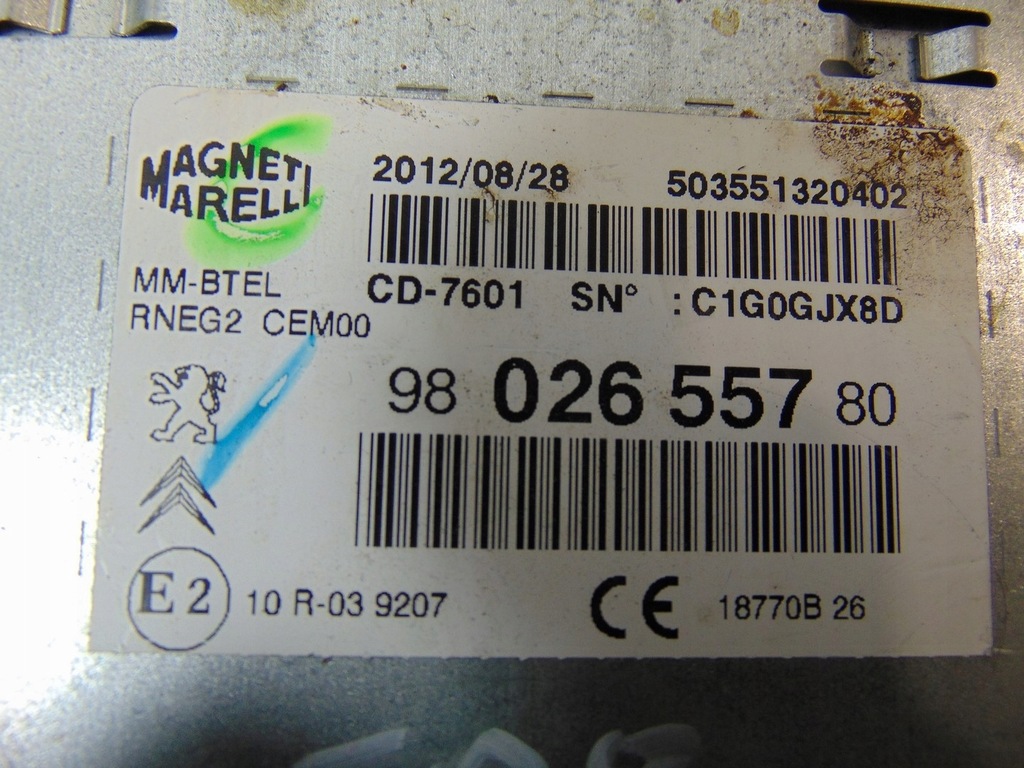 MAGNETI
MARELLI
2012/08/28 503551320402
MM-BTEL
RNEG2 CEM00
CD-7601 SN° : C1G0GJX8D
98 026 557 80
E2 10 R-03 9207 CE 18770B 26